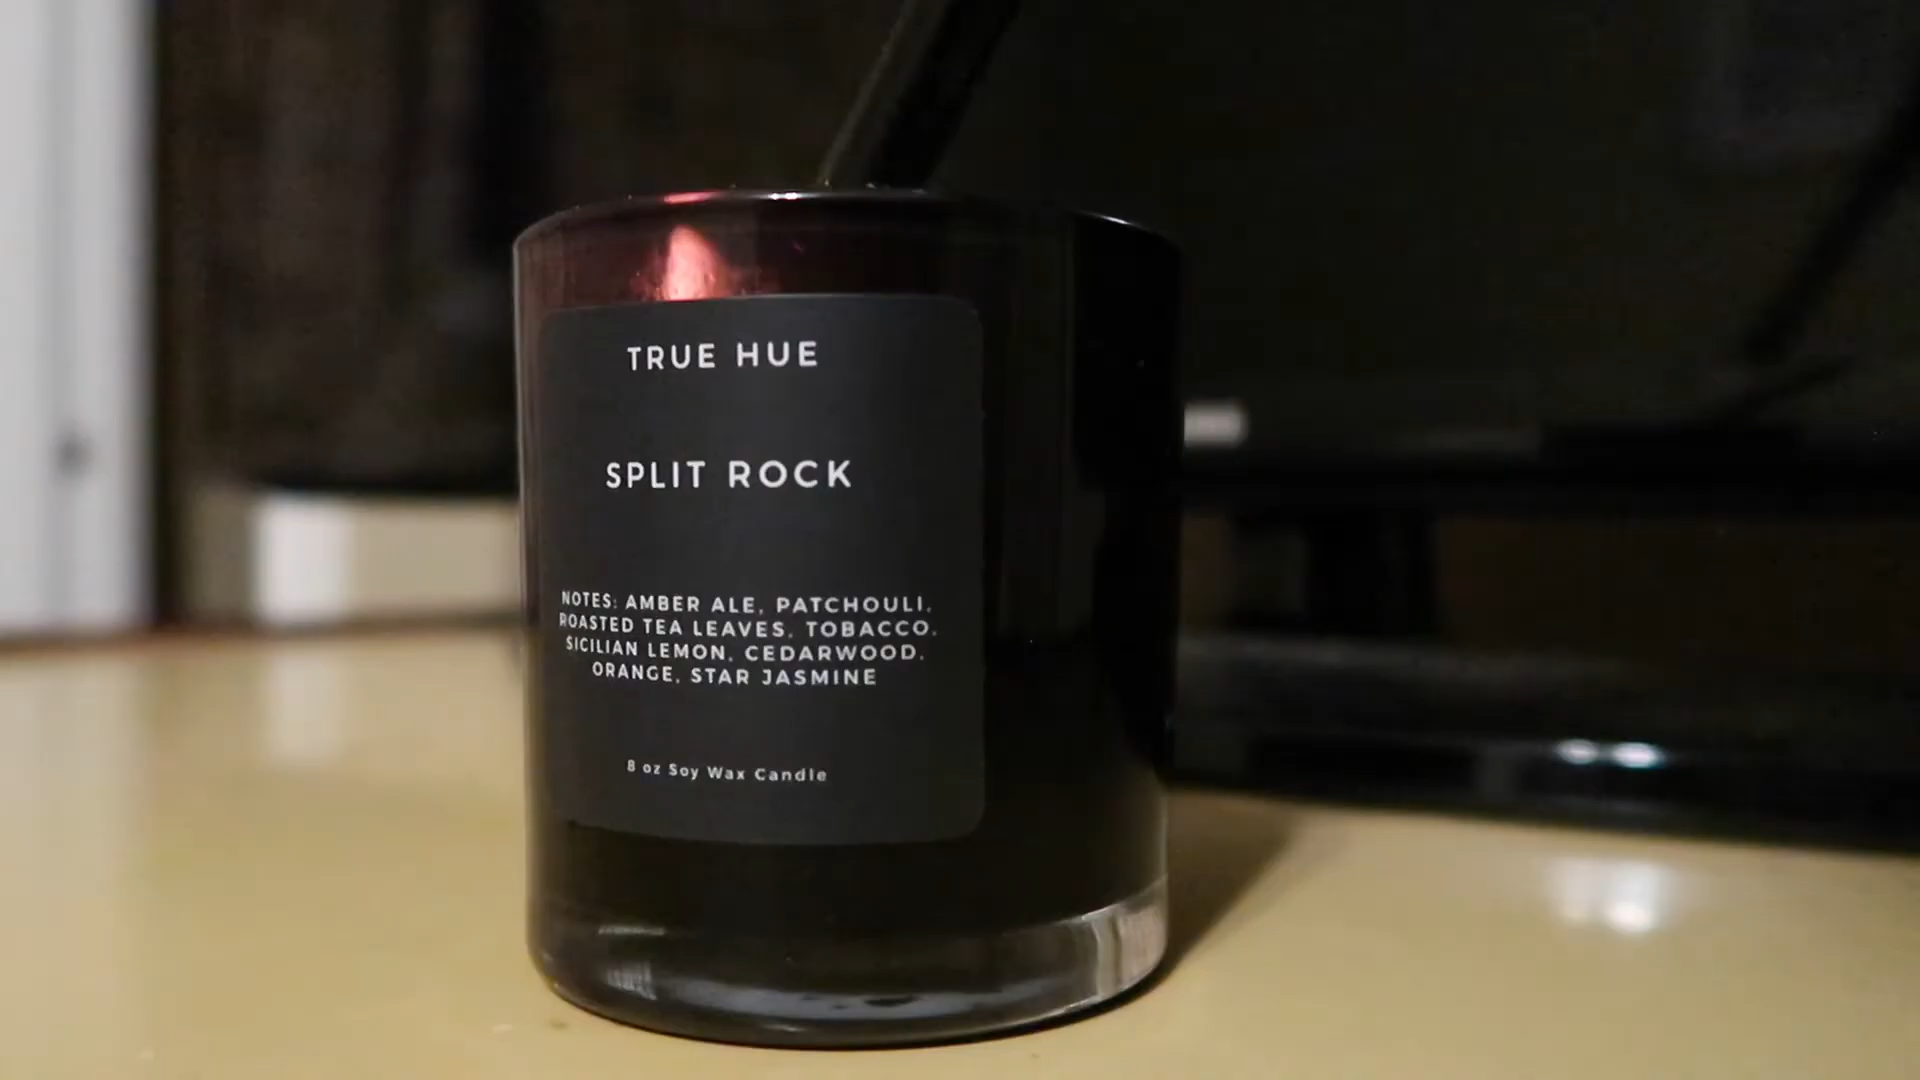 TRUE HUE
SPLIT ROCK
NOTES: AMBER ALE, PATCHOULI,
ROASTED TEA LEAVES, TOBACCO,
SICILIAN LEMON, CEDARWOOD,
ORANGE, STAR JASMINE
8 oz Soy Wax Candle